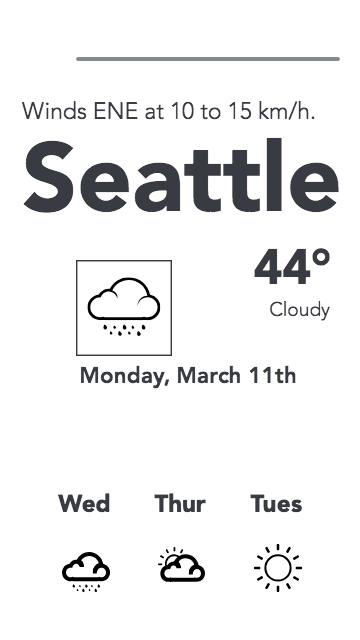 Winds ENE at 10 to 15 km/h.
Seattle
44°
Cloudy
Monday, March 11th
Wed Thur Tues